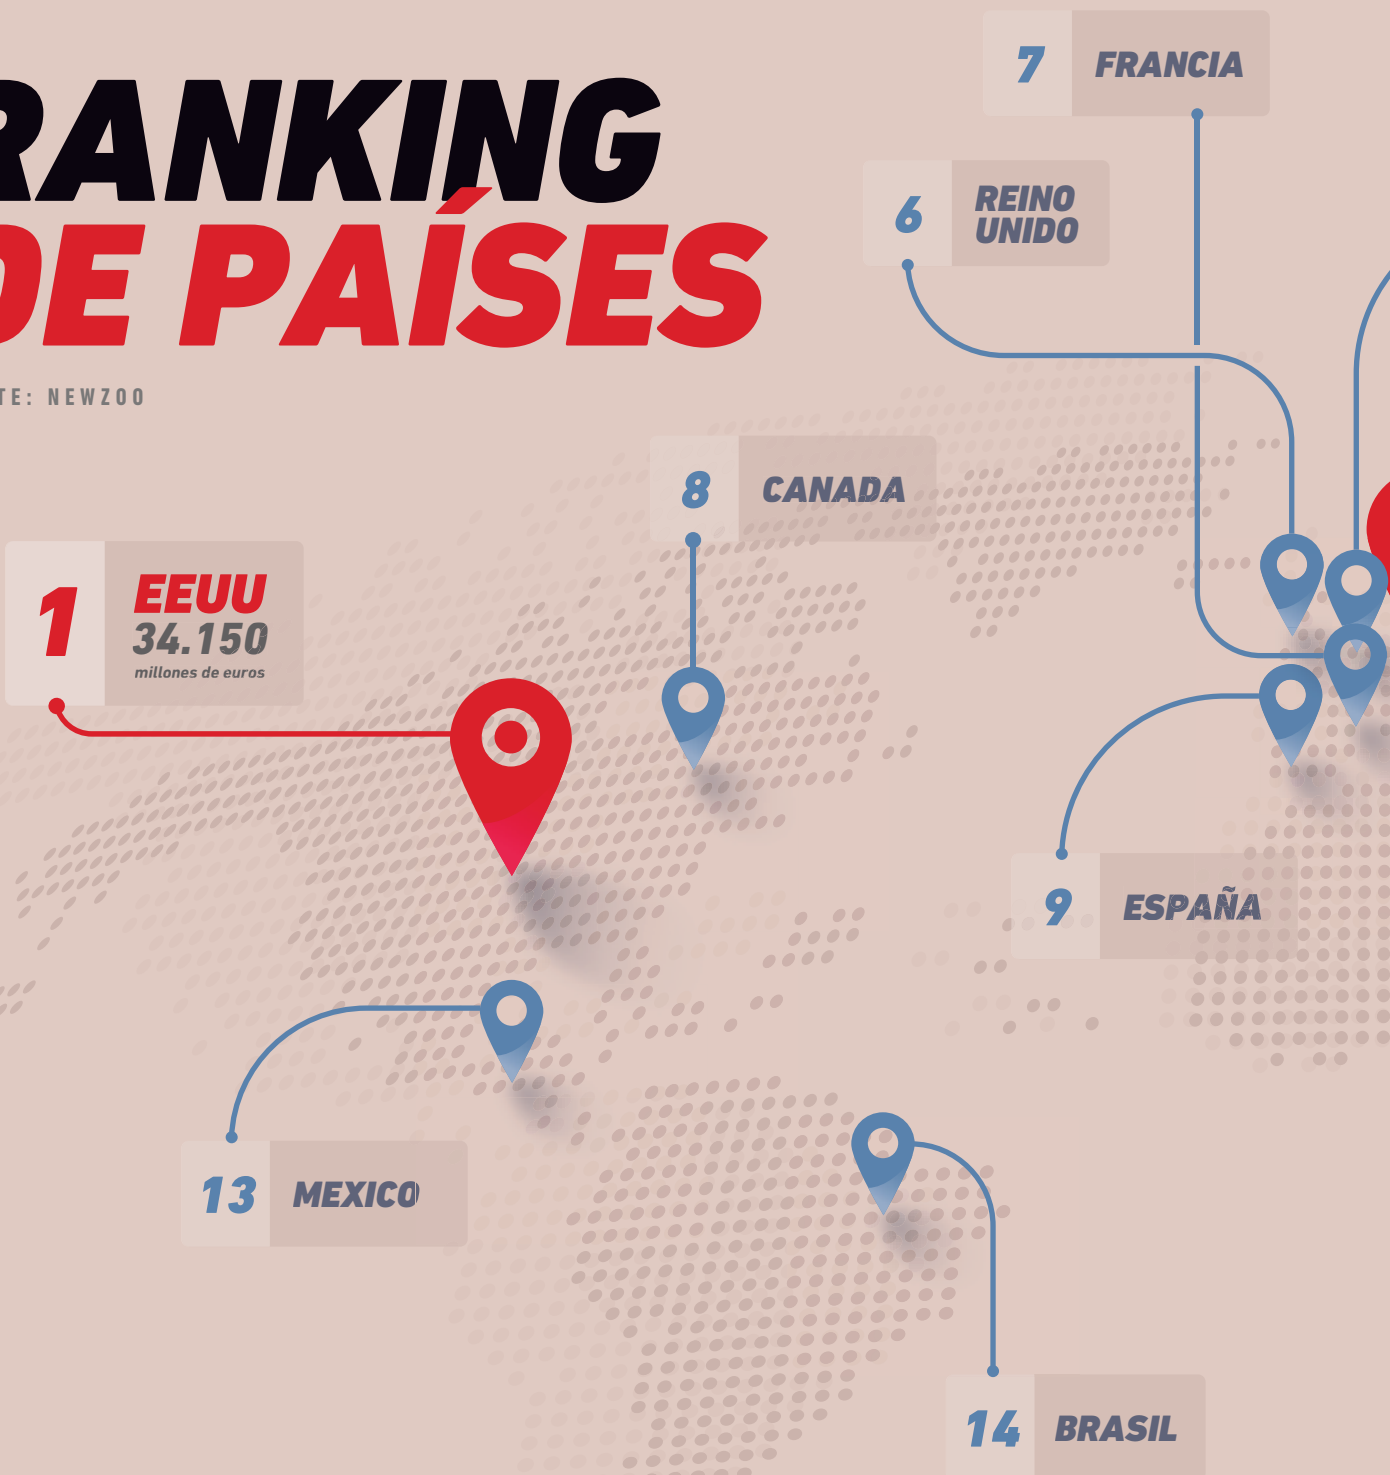 RANKING
DE PAÍSES
TE: NEWZOO
7 FRANCIA
6 REINO
UNIDO
8 CANADA
1 EEUU
34.150
millones de euros
9 ESPAÑA
13 MEXICO
14 BRASIL